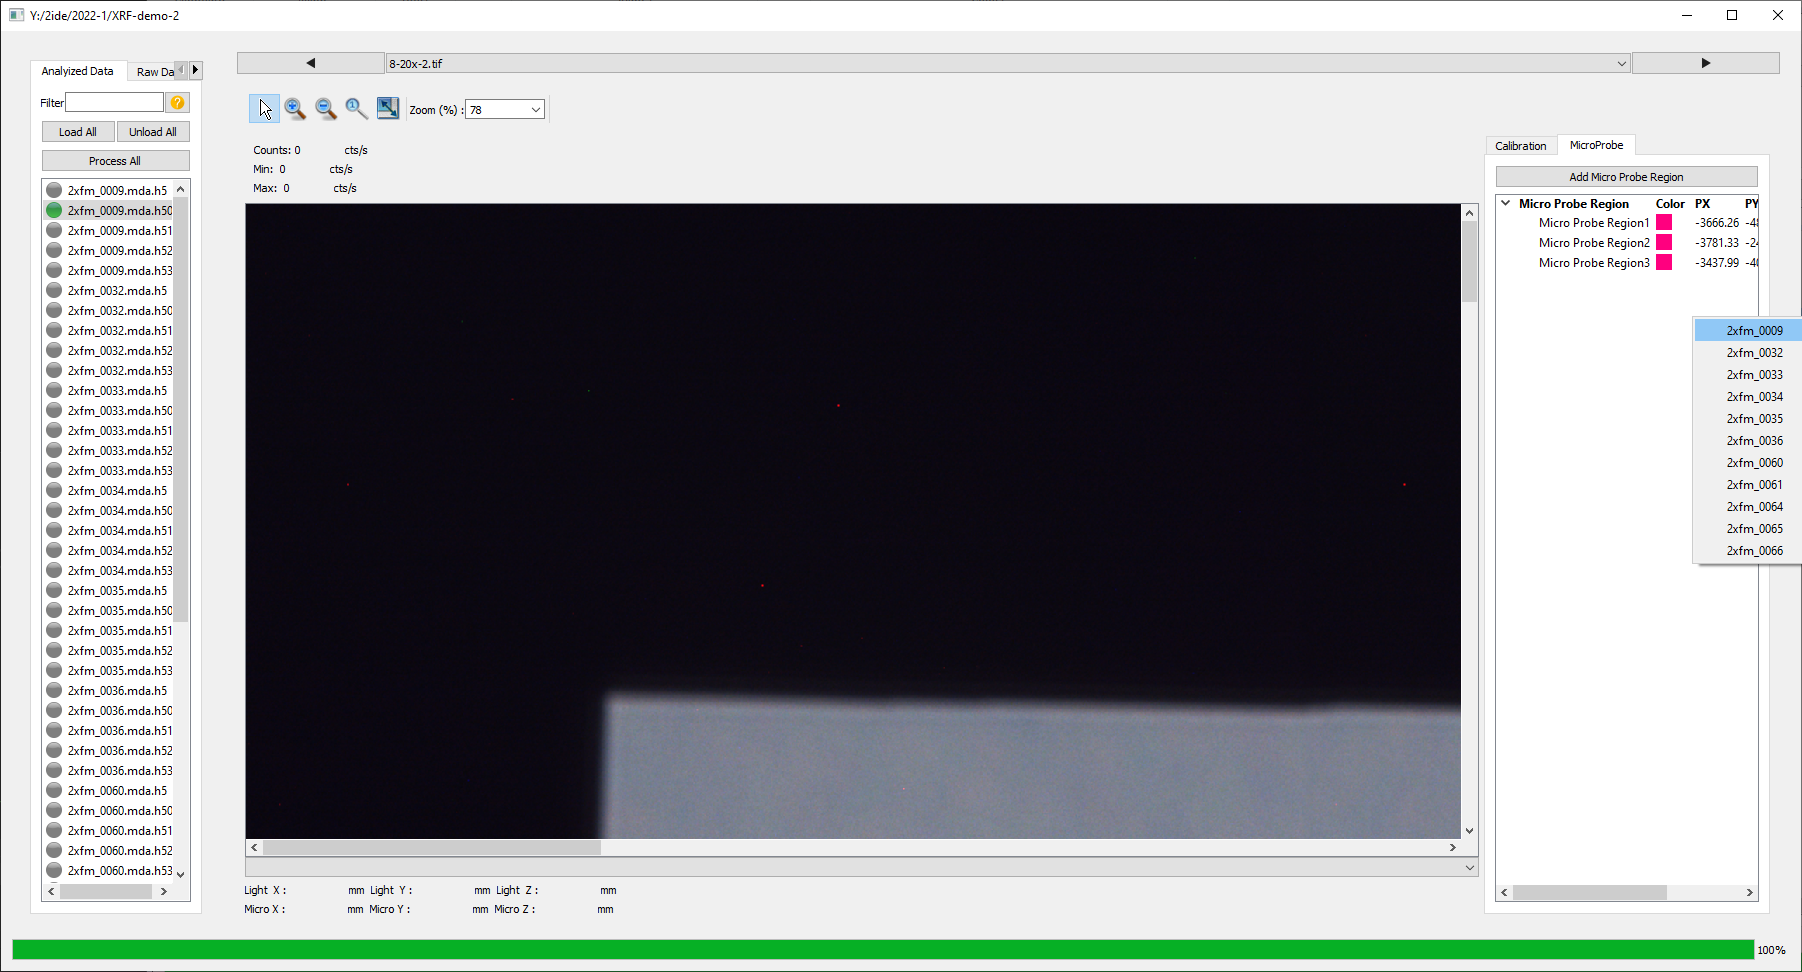 Y:/2ide/2022-1/XRF-demo-2
Analyized Data
Raw Da
Filter
Load All
Unload All
Process All
2xfm_0009.mda.h5
2xfm_0009.mda.h50
2xfm_0009.mda.h51
2xfm_0009.mda.h52
2xfm_0009.mda.h53
2xfm_0032.mda.h5
2xfm_0032.mda.h50
2xfm_0032.mda.h51
2xfm_0032.mda.h52
2xfm_0032.mda.h53
2xfm_0033.mda.h5
2xfm_0033.mda.h50
2xfm_0033.mda.h51
2xfm_0033.mda.h52
2xfm_0033.mda.h53
2xfm_0034.mda.h5
2xfm_0034.mda.h50
2xfm_0034.mda.h51
2xfm_0034.mda.h52
2xfm_0034.mda.h53
2xfm_0035.mda.h5
2xfm_0035.mda.h50
2xfm_0035.mda.h51
2xfm_0035.mda.h52
2xfm_0035.mda.h53
2xfm_0036.mda.h5
2xfm_0036.mda.h50
2xfm_0036.mda.h51
2xfm_0036.mda.h52
2xfm_0036.mda.h53
2xfm_0060.mda.h5
2xfm_0060.mda.h50
2xfm_0060.mda.h51
2xfm_0060.mda.h52
2xfm_0060.mda.h53
8-20x-2.tif
Zoom (%) : 78
Counts: 0 cts/s
Min: 0 cts/s
Max: 0 cts/s
Light X : mm Light Y : mm Light Z : mm
Micro X : mm Micro Y : mm Micro Z : mm
Calibration
MicroProbe
Add Micro Probe Region
Micro Probe Region Color PX PY
Micro Probe Region1 -3666.26 -48
Micro Probe Region2 -3781.33 -24
Micro Probe Region3 -3437.99 -40
2xfm_0009
2xfm_0032
2xfm_0033
2xfm_0034
2xfm_0035
2xfm_0036
2xfm_0060
2xfm_0061
2xfm_0064
2xfm_0065
2xfm_0066
100%